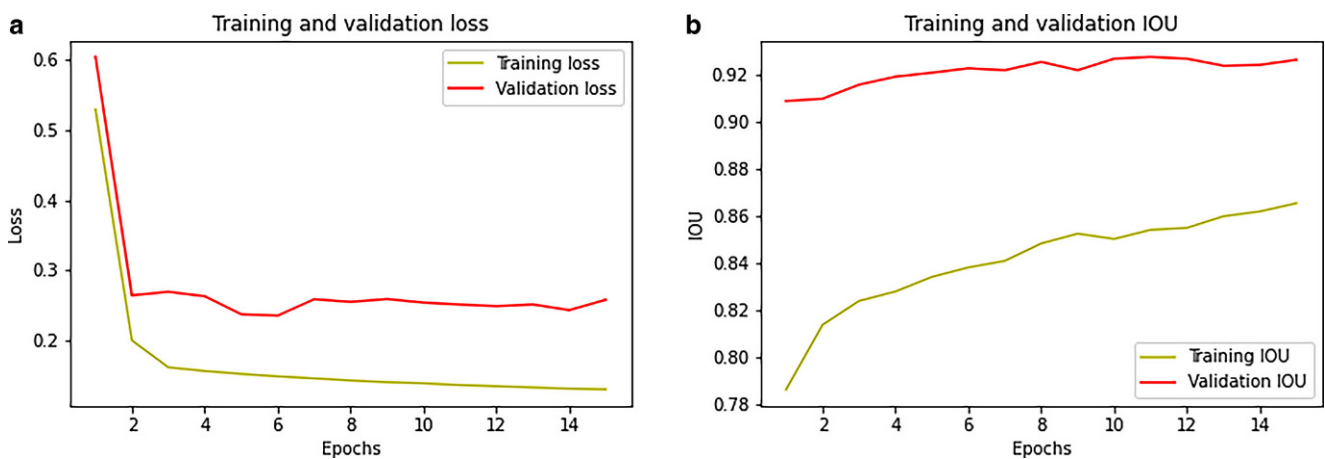 a
Training and validation loss
0.6
0.5
0.4
0.3
0.2
Loss
Training loss
Validation loss
2 4 6 8 10 12 14
Epochs
b
Training and validation IOU
0.92
0.90
0.88
0.86
0.84
0.82
0.80
0.78
IOU
Training IOU
Validation IOU
2 4 6 8 10 12 14
Epochs